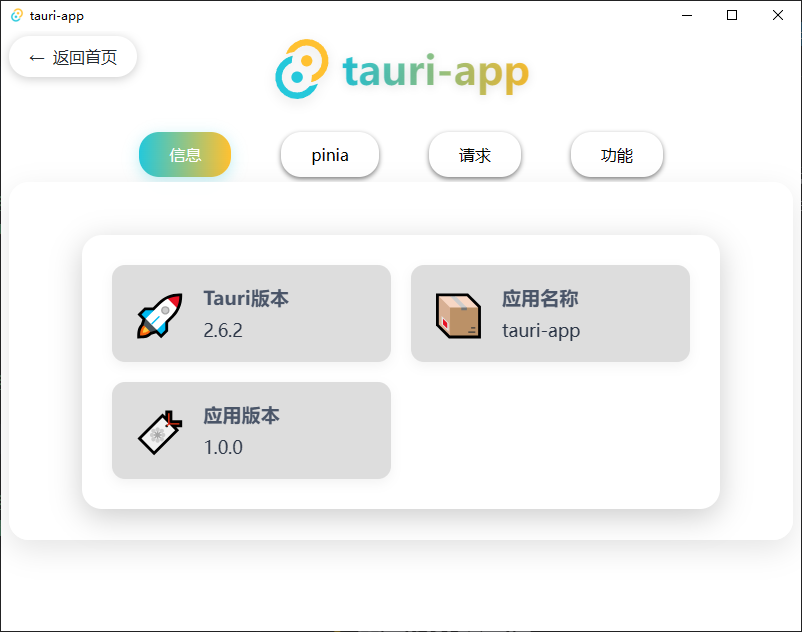 tauri-app
← 返回首页
tauri-app
信息
pinia
请求
功能
Tauri版本
2.6.2
应用名称
tauri-app
应用版本
1.0.0